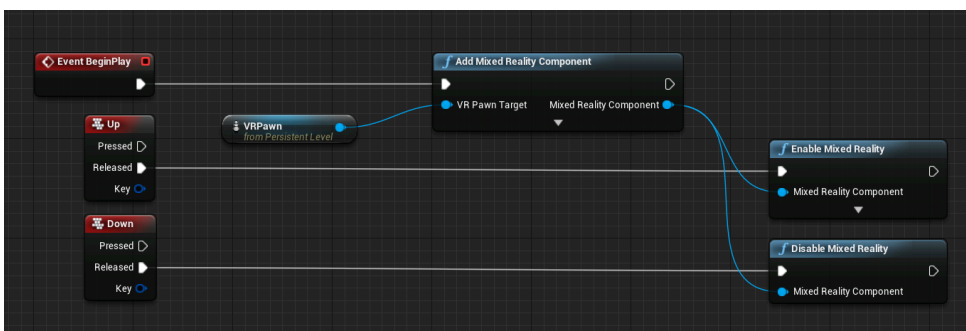 Event BeginPlay
Add Mixed Reality Component
VR Pawn Target Mixed Reality Component
VRPawn
from Persistent Level
Up
Pressed
Released
Key
Enable Mixed Reality
Mixed Reality Component
Down
Pressed
Released
Key
Disable Mixed Reality
Mixed Reality Component